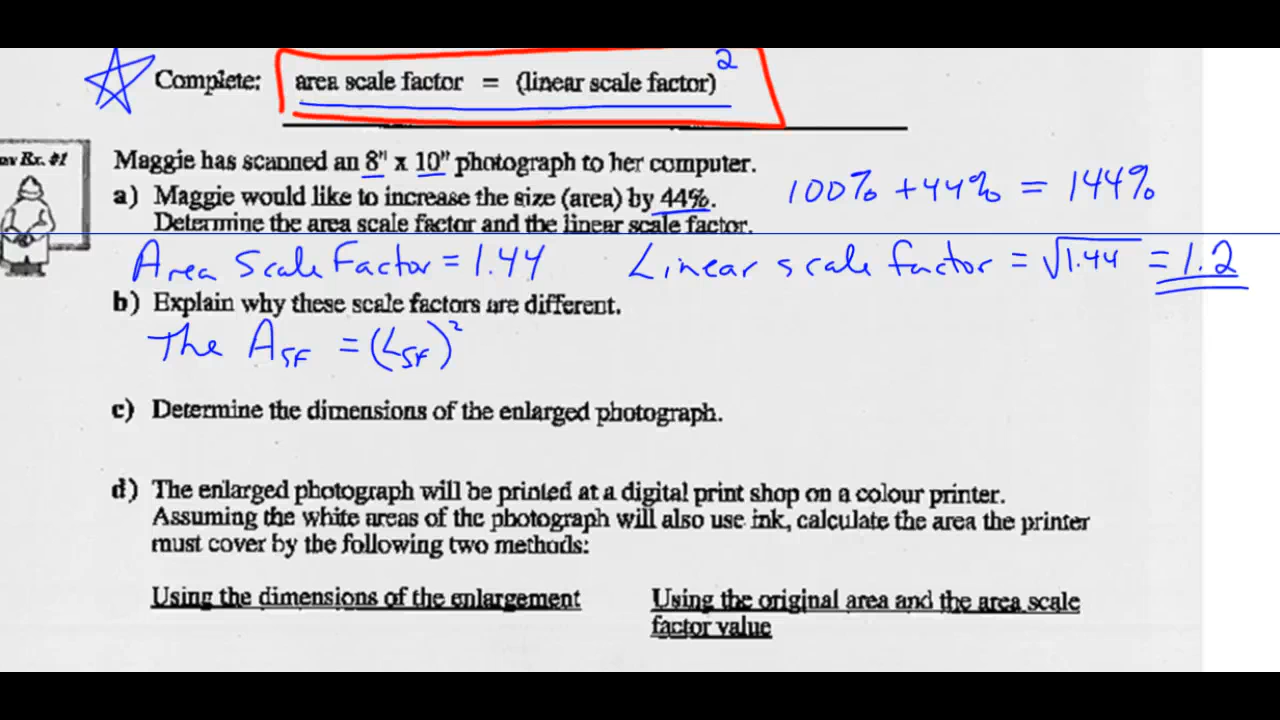 Complete: area scale factor = (linear scale factor)²
Rx. #1
Maggie has scanned an 8" x 10" photograph to her computer.
a) Maggie would like to increase the size (area) by 44%.
100% + 44% = 144%
Determine the area scale factor and the linear scale factor.
Area Scale Factor = 1.44
Linear scale factor = √1.44 = 1.2
b) Explain why these scale factors are different.
The A_SF = (L_SF)²
c) Determine the dimensions of the enlarged photograph.
d) The enlarged photograph will be printed at a digital print shop on a colour printer.
Assuming the white areas of the photograph will also use ink, calculate the area the printer
must cover by the following two methods:
Using the dimensions of the enlargement
Using the original area and the area scale
factor value